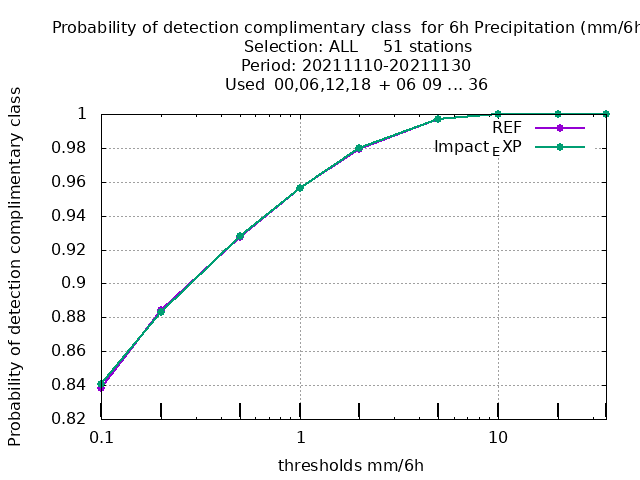 Probability of detection complimentary class for 6h Precipitation (mm/6h
Selection: ALL 51 stations
Period: 20211110-20211130
Used 00,06,12,18 + 06 09 ... 36
Probability of detection complimentary class
1
0.98
0.96
0.94
0.92
0.9
0.88
0.86
0.84
0.82
REF
Impact_EXP
0.1 1 10
thresholds mm/6h